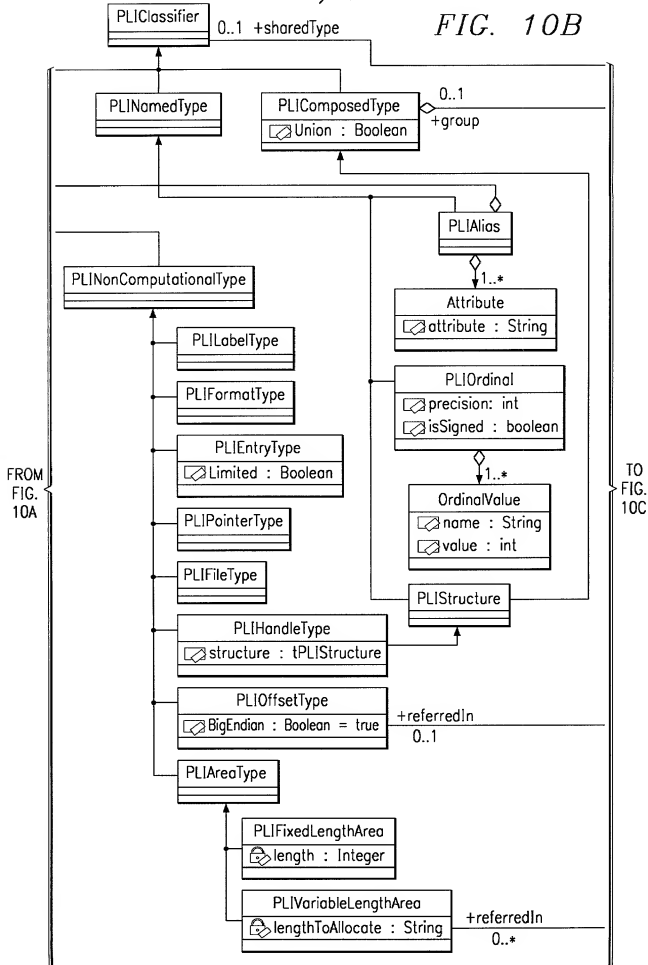 FIG. 10B
PLIClassifier
0..1 +sharedType
PLINamedType
PLIComposedType
Union : Boolean
0..1
+group
PLIAlias
1..*
PLINonComputationalType
Attribute
attribute : String
PLILabelType
PLIOrdinal
precision: int
isSigned : boolean
PLIFormatType
PLIEntryType
Limited : Boolean
1..*
FROM
FIG.
10A
TO
FIG.
10C
OrdinalValue
name : String
value : int
PLIPointerType
PLIFileType
PLIStructure
PLIHandleType
structure : tPLIStructure
PLIOffsetType
BigEndian : Boolean = true
+referredIn
0..1
PLIAreaType
PLIFixedLengthArea
length : Integer
PLIVariableLengthArea
lengthToAllocate : String
+referredIn
0..*